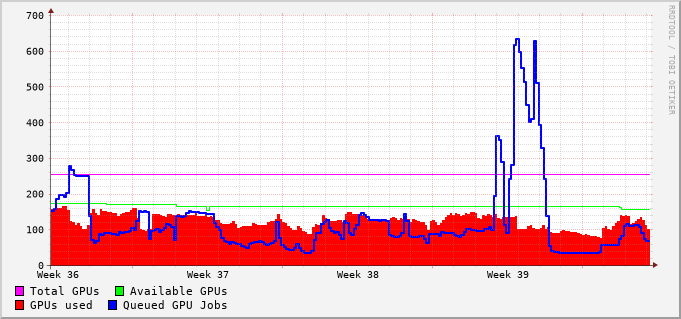 700
600
500
400
300
200
100
0
Week 36 Week 37 Week 38 Week 39
Total GPUs Available GPUs
GPUs used Queued GPU Jobs
RRDTOOL / TOBI OETIKER